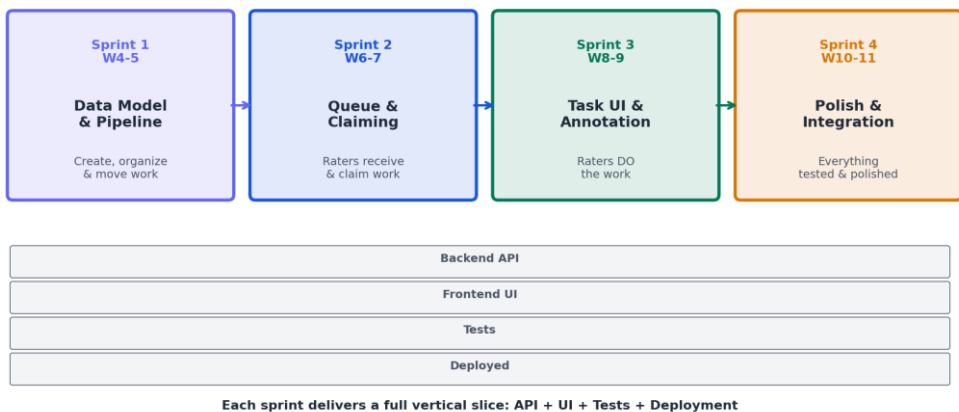 Sprint 1
W4-5
Data Model
& Pipeline
Create, organize
& move work
Sprint 2
W6-7
Queue &
Claiming
Raters receive
& claim work
Sprint 3
W8-9
Task UI &
Annotation
Raters DO
the work
Sprint 4
W10-11
Polish &
Integration
Everything
tested & polished
Backend API
Frontend UI
Tests
Deployed
Each sprint delivers a full vertical slice: API + UI + Tests + Deployment